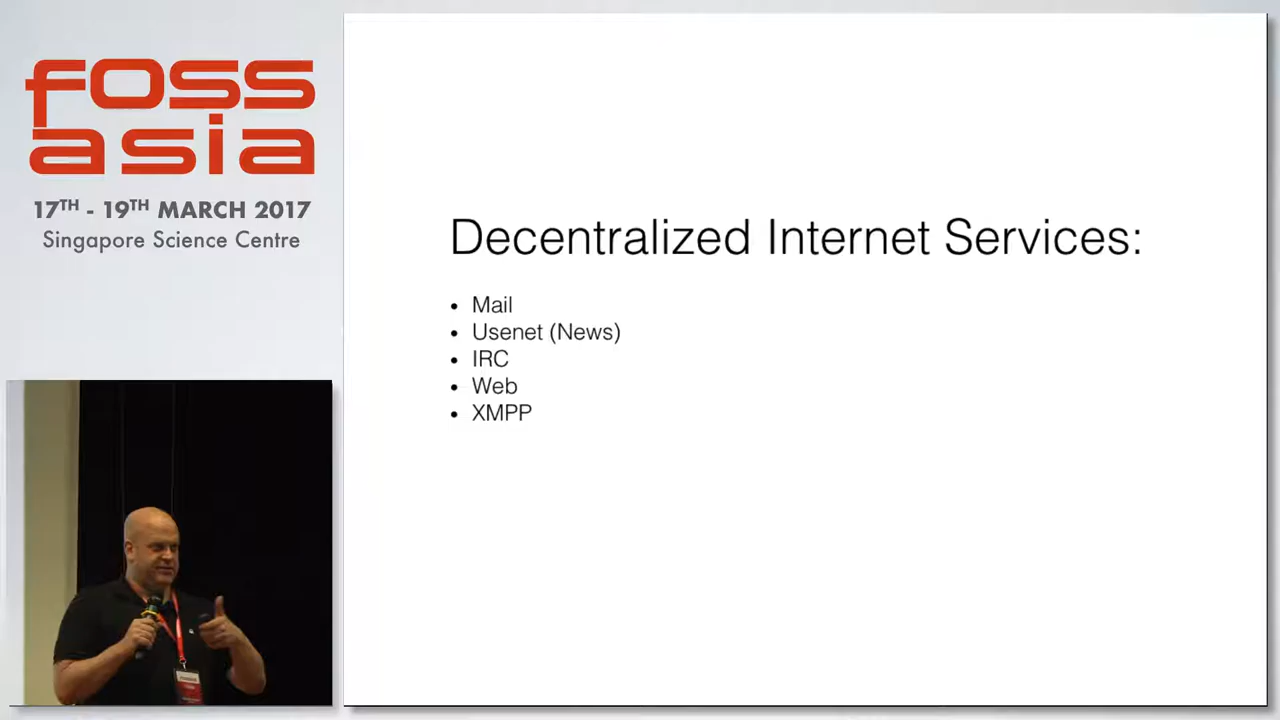 foss
asia
17TH - 19TH MARCH 2017
Singapore Science Centre
Decentralized Internet Services:
• Mail
• Usenet (News)
• IRC
• Web
• XMPP